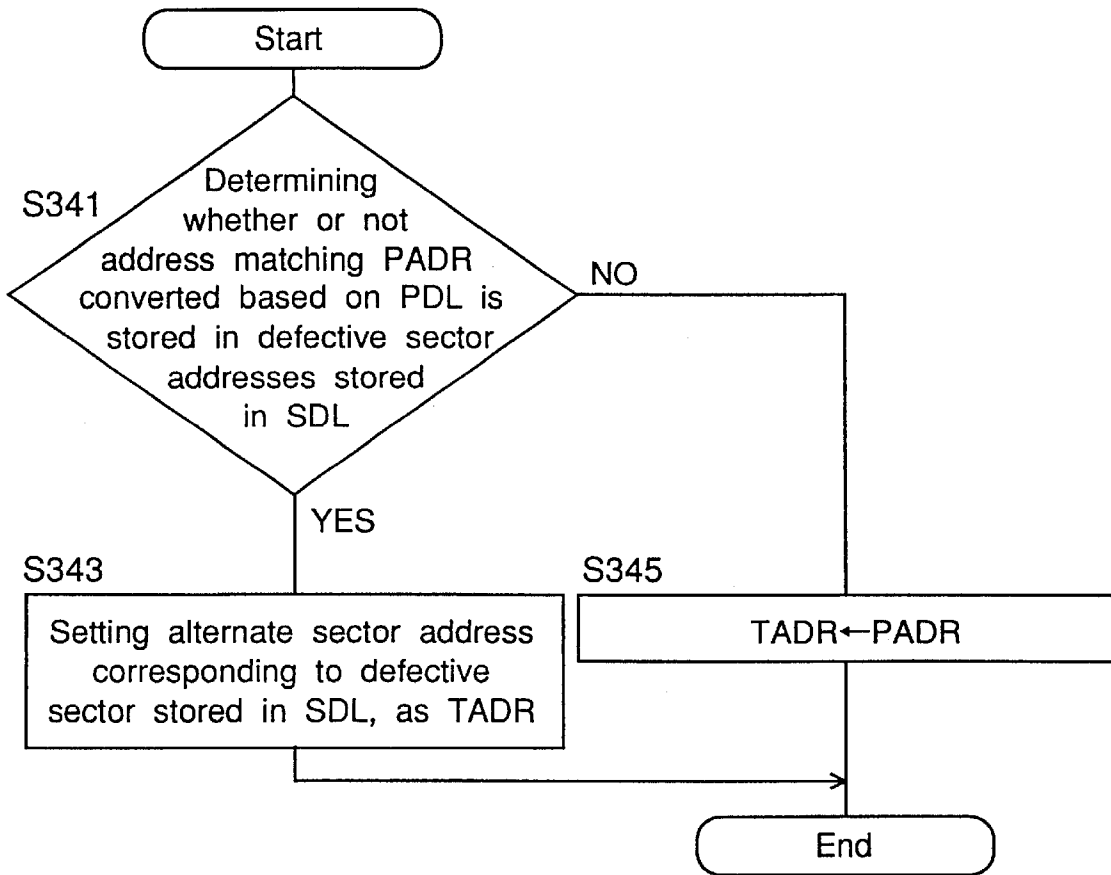 Start
S341
Determining
whether or not
address matching PADR
converted based on PDL is
stored in defective sector
addresses stored
in SDL
NO
YES
S343
Setting alternate sector address
corresponding to defective
sector stored in SDL, as TADR
S345
TADR←PADR
End